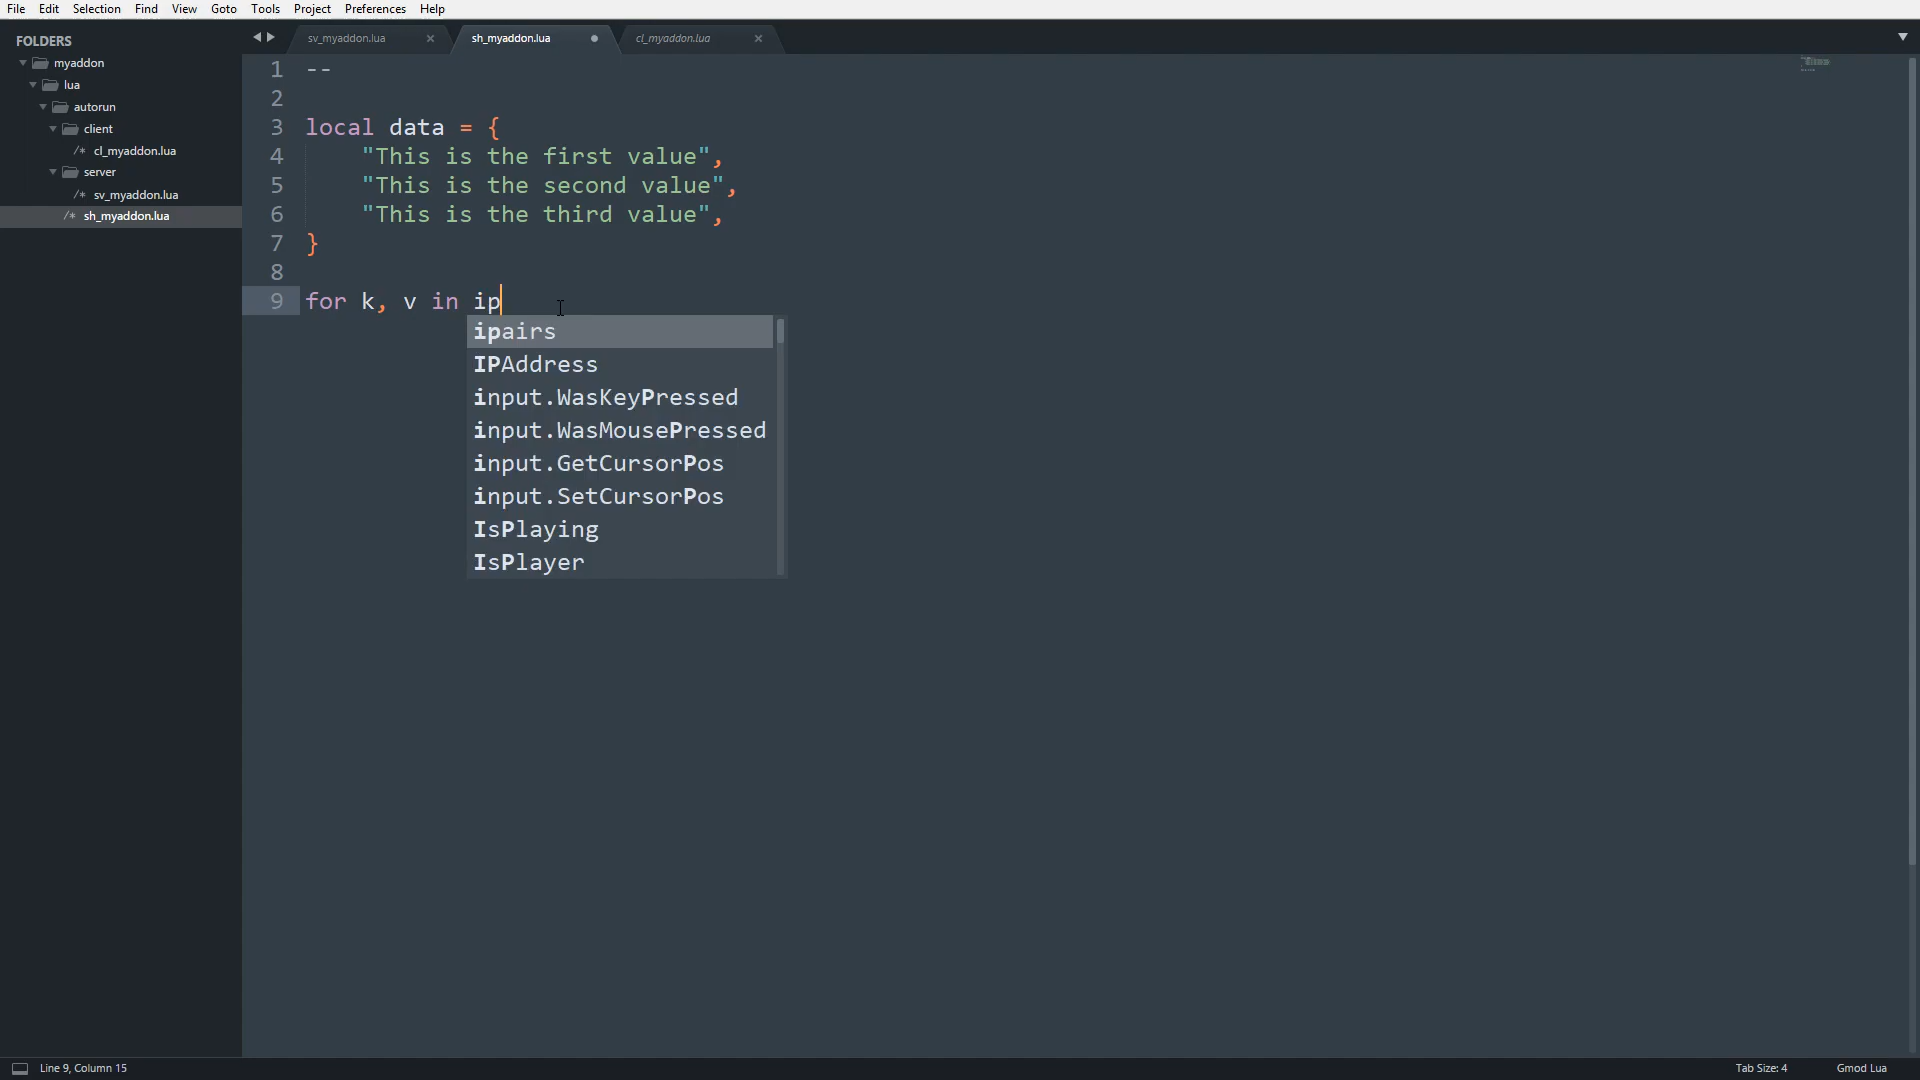 File Edit Selection Find View Goto Tools Project Preferences Help
FOLDERS
myaddon
lua
autorun
client
/* cl_myaddon.lua
server
/* sv_myaddon.lua
/* sh_myaddon.lua
sv_myaddon.lua
sh_myaddon.lua
cl_myaddon.lua
1 --
2
3 local data = {
4 "This is the first value",
5 "This is the second value",
6 "This is the third value",
7 }
8
9 for k, v in ip
ipairs
IPAddress
input.WasKeyPressed
input.WasMousePressed
input.GetCursorPos
input.SetCursorPos
IsPlaying
IsPlayer
Line 9, Column 15
Tab Size: 4
Gmod Lua